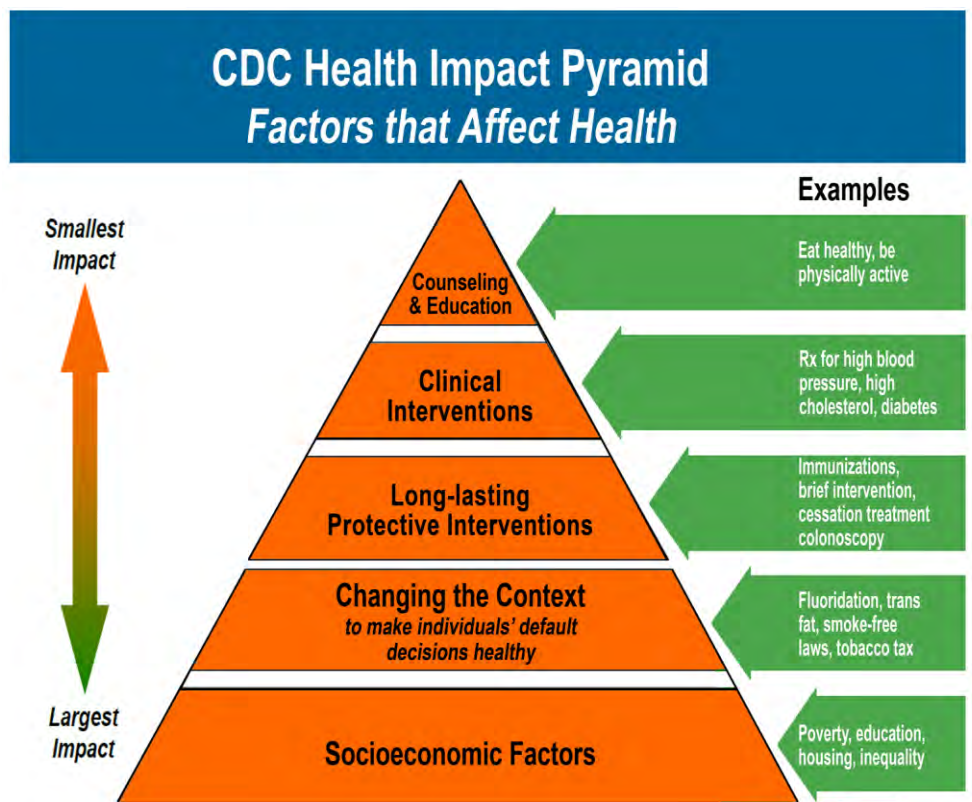 CDC Health Impact Pyramid
Factors that Affect Health
Examples
Smallest
Impact
Counseling
& Education
Eat healthy, be
physically active
Clinical
Interventions
Rx for high blood
pressure, high
cholesterol, diabetes
Long-lasting
Protective Interventions
Immunizations,
brief intervention,
cessation treatment
colonoscopy
Changing the Context
to make individuals’ default
decisions healthy
Fluoridation, trans
fat, smoke-free
laws, tobacco tax
Largest
Impact
Socioeconomic Factors
Poverty, education,
housing, inequality